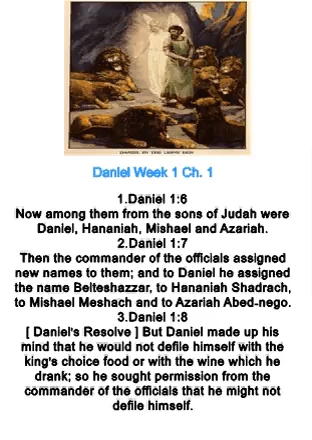 DANIEL IN THE LIONS DEN
Daniel Week 1 Ch. 1
1.Daniel 1:6
Now among them from the sons of Judah were
Daniel, Hananiah, Mishael and Azariah.
2.Daniel 1:7
Then the commander of the officials assigned
new names to them; and to Daniel he assigned
the name Belteshazzar, to Hananiah Shadrach,
to Mishael Meshach and to Azariah Abed-nego.
3.Daniel 1:8
[ Daniel's Resolve ] But Daniel made up his
mind that he would not defile himself with the
king's choice food or with the wine which he
drank; so he sought permission from the
commander of the officials that he might not
defile himself.